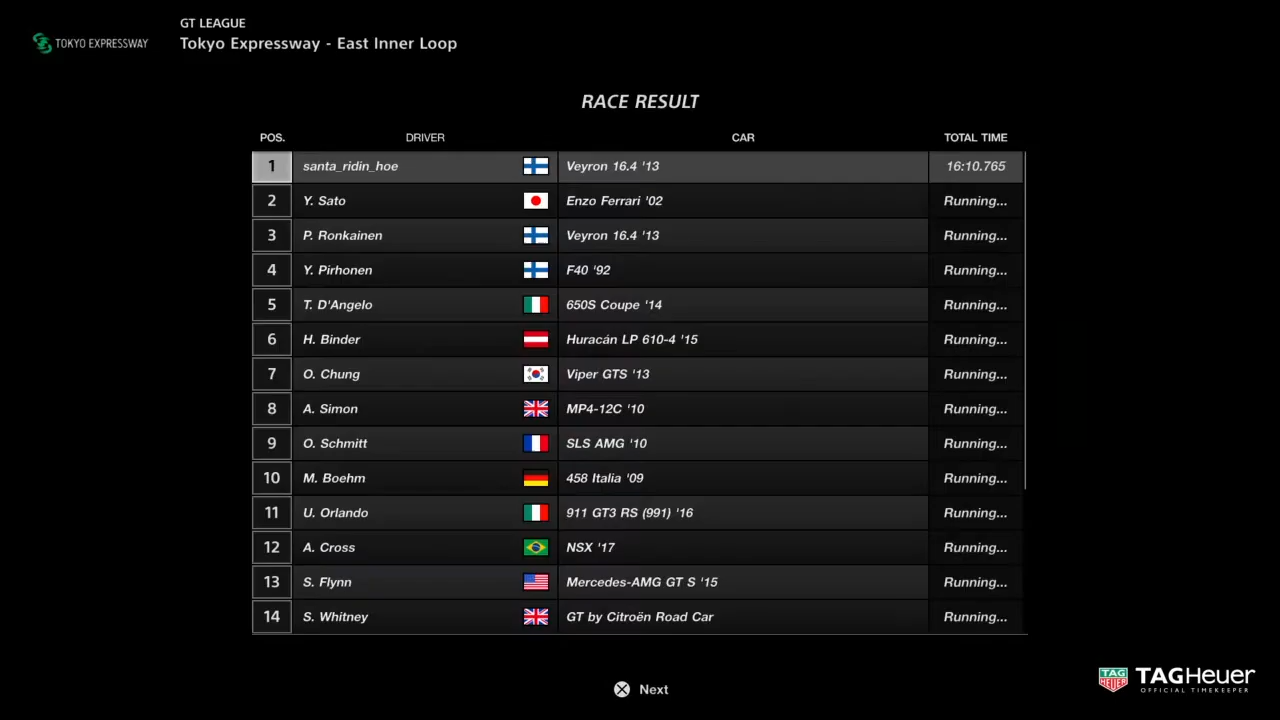 GT LEAGUE
TOKYO EXPRESSWAY
Tokyo Expressway - East Inner Loop
RACE RESULT
POS. DRIVER CAR TOTAL TIME
1 santa_ridin_hoe Veyron 16.4 '13 16:10.765
2 Y. Sato Enzo Ferrari '02 Running...
3 P. Ronkainen Veyron 16.4 '13 Running...
4 Y. Pirhonen F40 '92 Running...
5 T. D'Angelo 650S Coupe '14 Running...
6 H. Binder Huracán LP 610-4 '15 Running...
7 O. Chung Viper GTS '13 Running...
8 A. Simon MP4-12C '10 Running...
9 O. Schmitt SLS AMG '10 Running...
10 M. Boehm 458 Italia '09 Running...
11 U. Orlando 911 GT3 RS (991) '16 Running...
12 A. Cross NSX '17 Running...
13 S. Flynn Mercedes-AMG GT S '15 Running...
14 S. Whitney GT by Citroën Road Car Running...
Next
TAG HEUER
TAGHeuer
OFFICIAL TIMEKEEPER